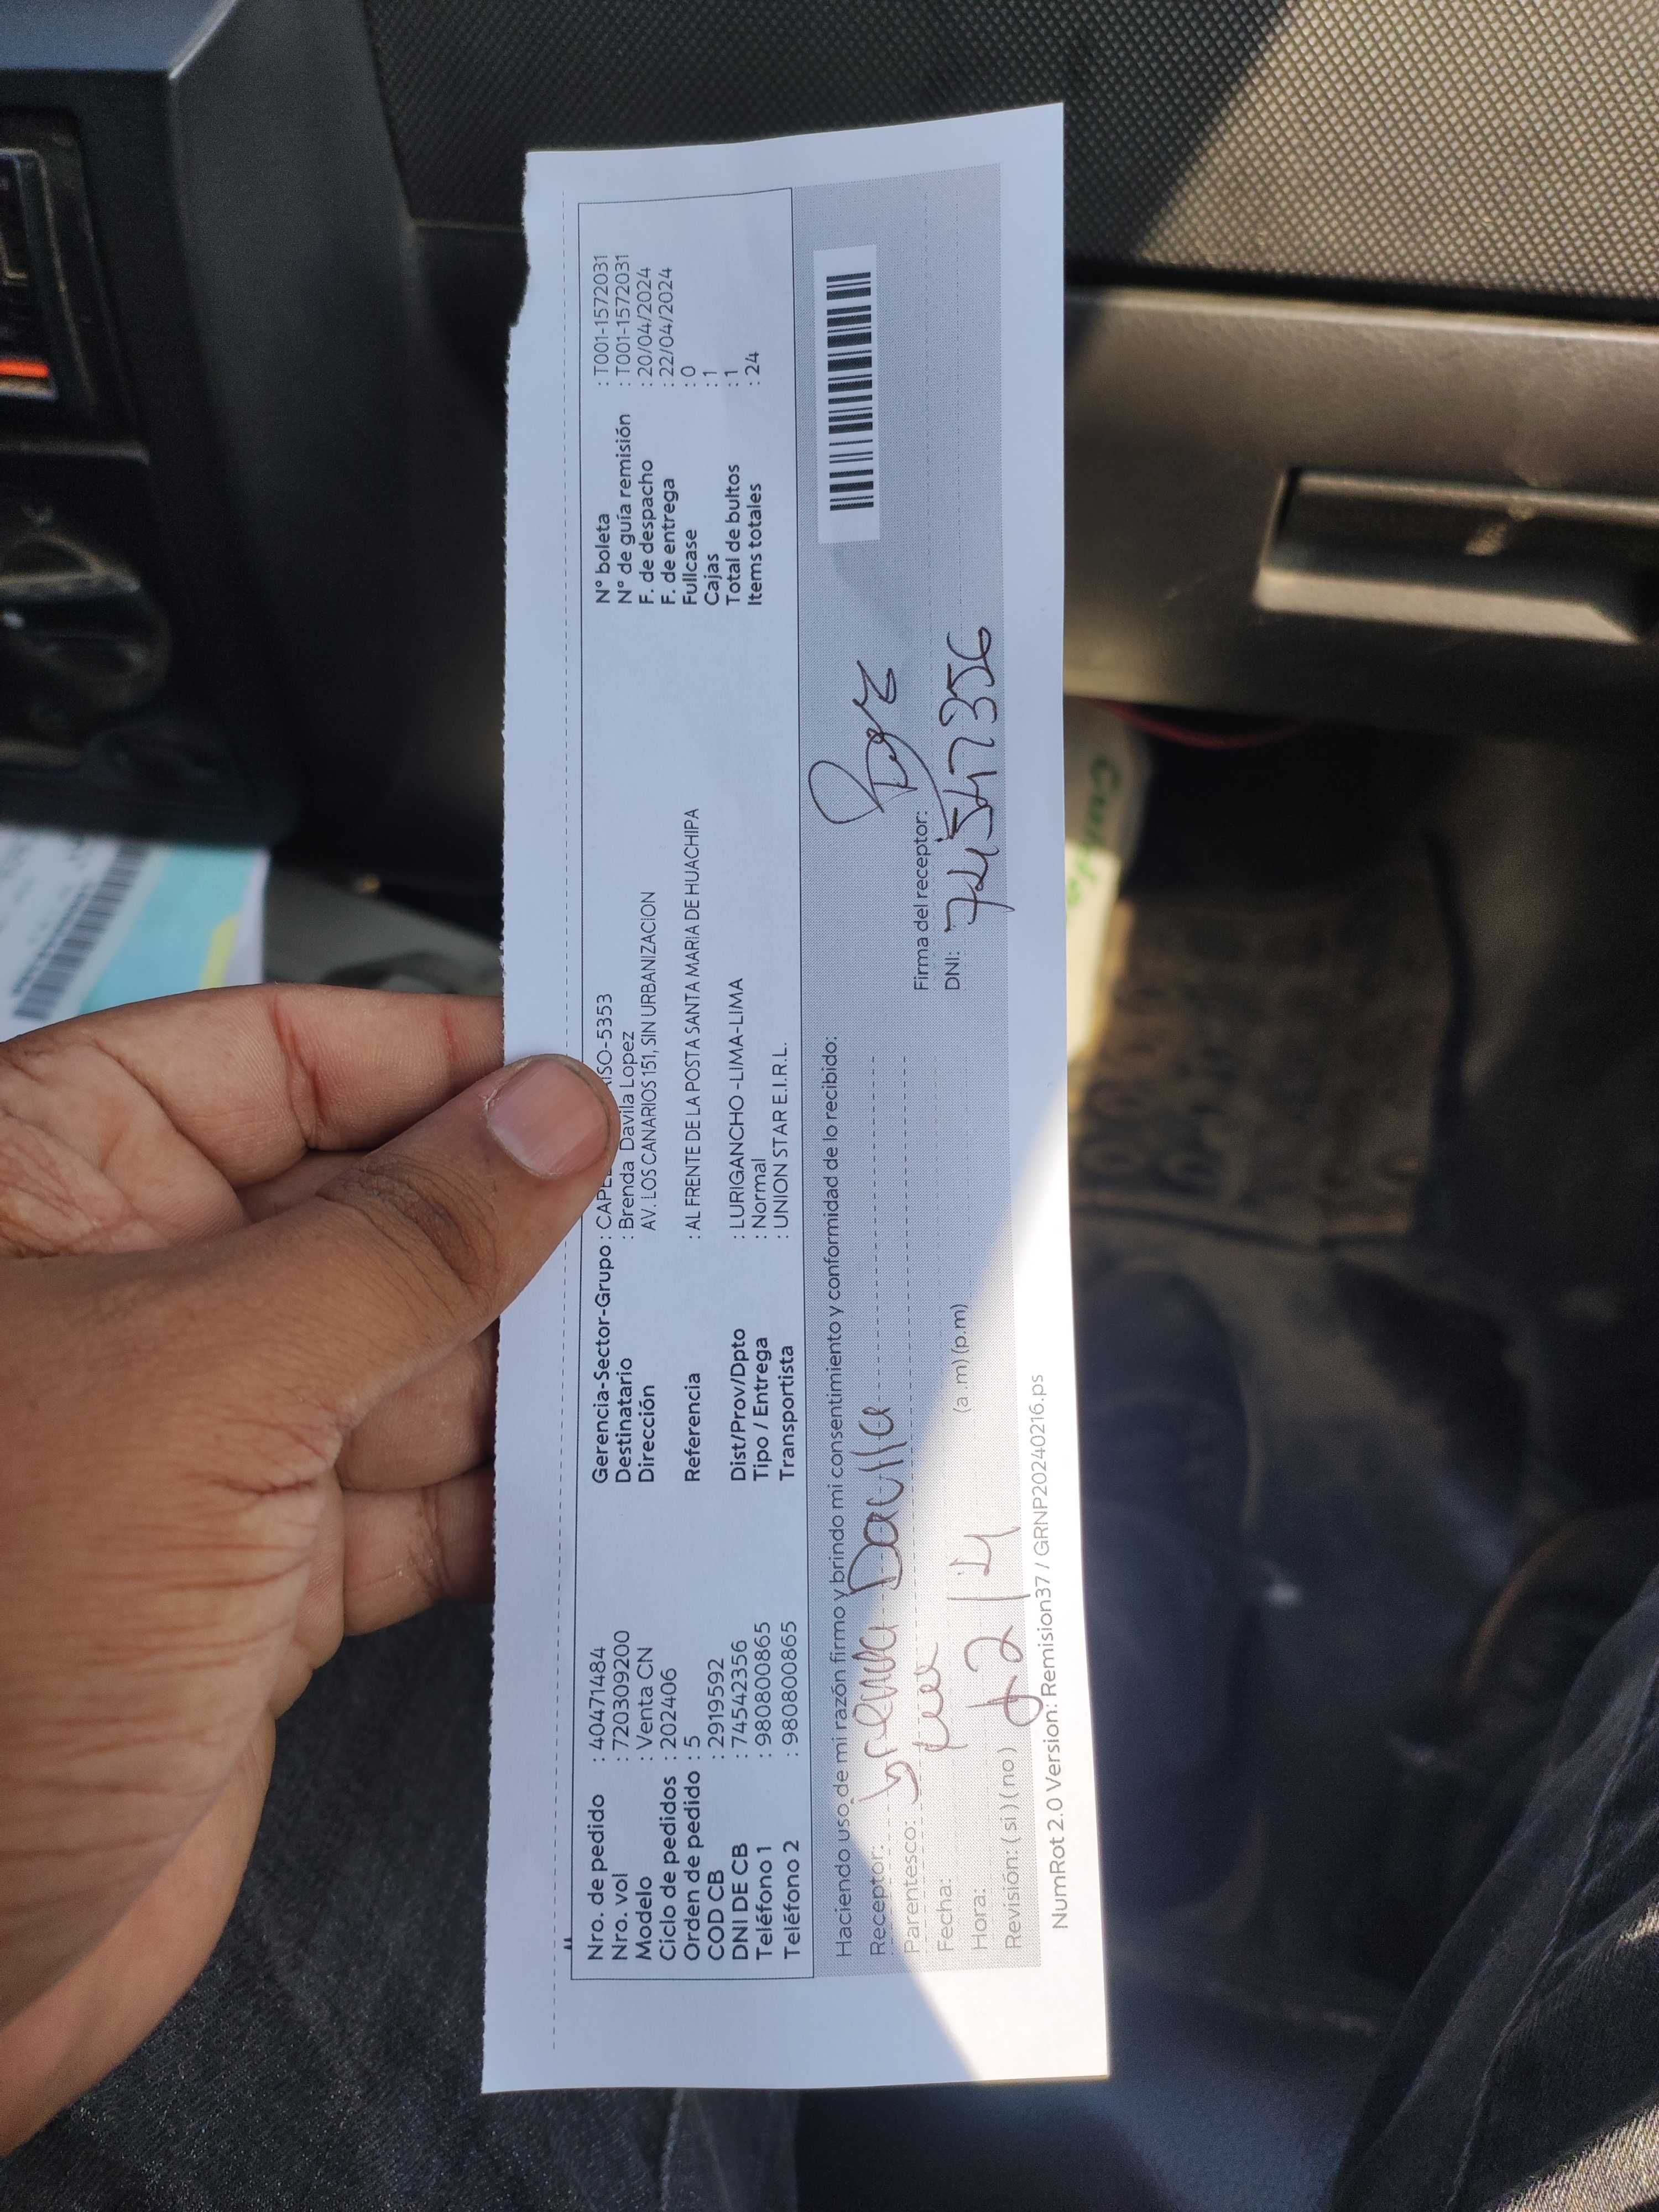 Nro. de pedido : 40471484
Nro. vol : 720309200
Modelo : Venta CN
Ciclo de pedidos : 202406
Orden de pedido : 5
COD CB : 2919592
DNI DE CB : 74542356
Teléfono 1 : 980800865
Teléfono 2 : 980800865
Gerencia-Sector-Grupo : ISO-5353
Destinatario : Brenda Davila Lopez
Dirección AV. LOS CANARIOS 151, SIN URBANIZACION
Referencia : AL FRENTE DE LA POSTA SANTA MARIA DE HUACHIPA
Dist/Prov/Dpto : LURIGANCHO -LIMA-LIMA
Tipo / Entrega : Normal
Transportista : UNION STAR E.I.R.L.
N° boleta : T001-1572031
N° de guía remisión : T001-1572031
F. de despacho : 20/04/2024
F. de entrega : 22/04/2024
Fullcase : 0
Cajas : 1
Total de bultos : 1
Items totales : 24
Haciendo uso de mi razón firmo y brindo mi consentimiento y conformidad de lo recibido:
Receptor: Brenda Davila
Parentesco:
Fecha:
Hora: (a.m) (p.m)
Revisión: ( si ) ( no )
Firma del receptor:
DNI:
NumRot 2.0 Version: Remision37 / GRNP20240216.ps